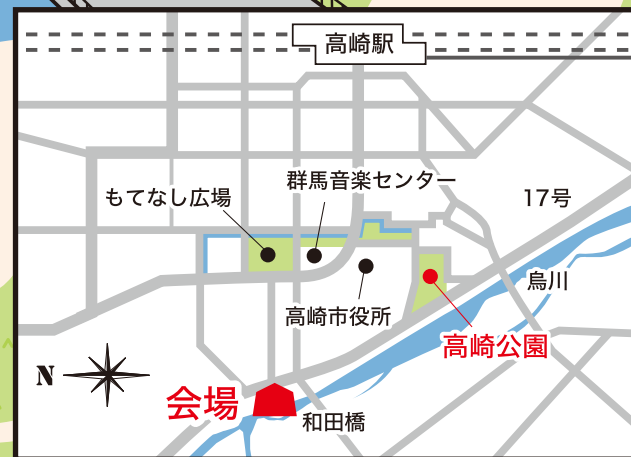 高崎駅
群馬音楽センター
もてなし広場
17号
烏川
高崎市役所
高崎公園
N
会場
和田橋